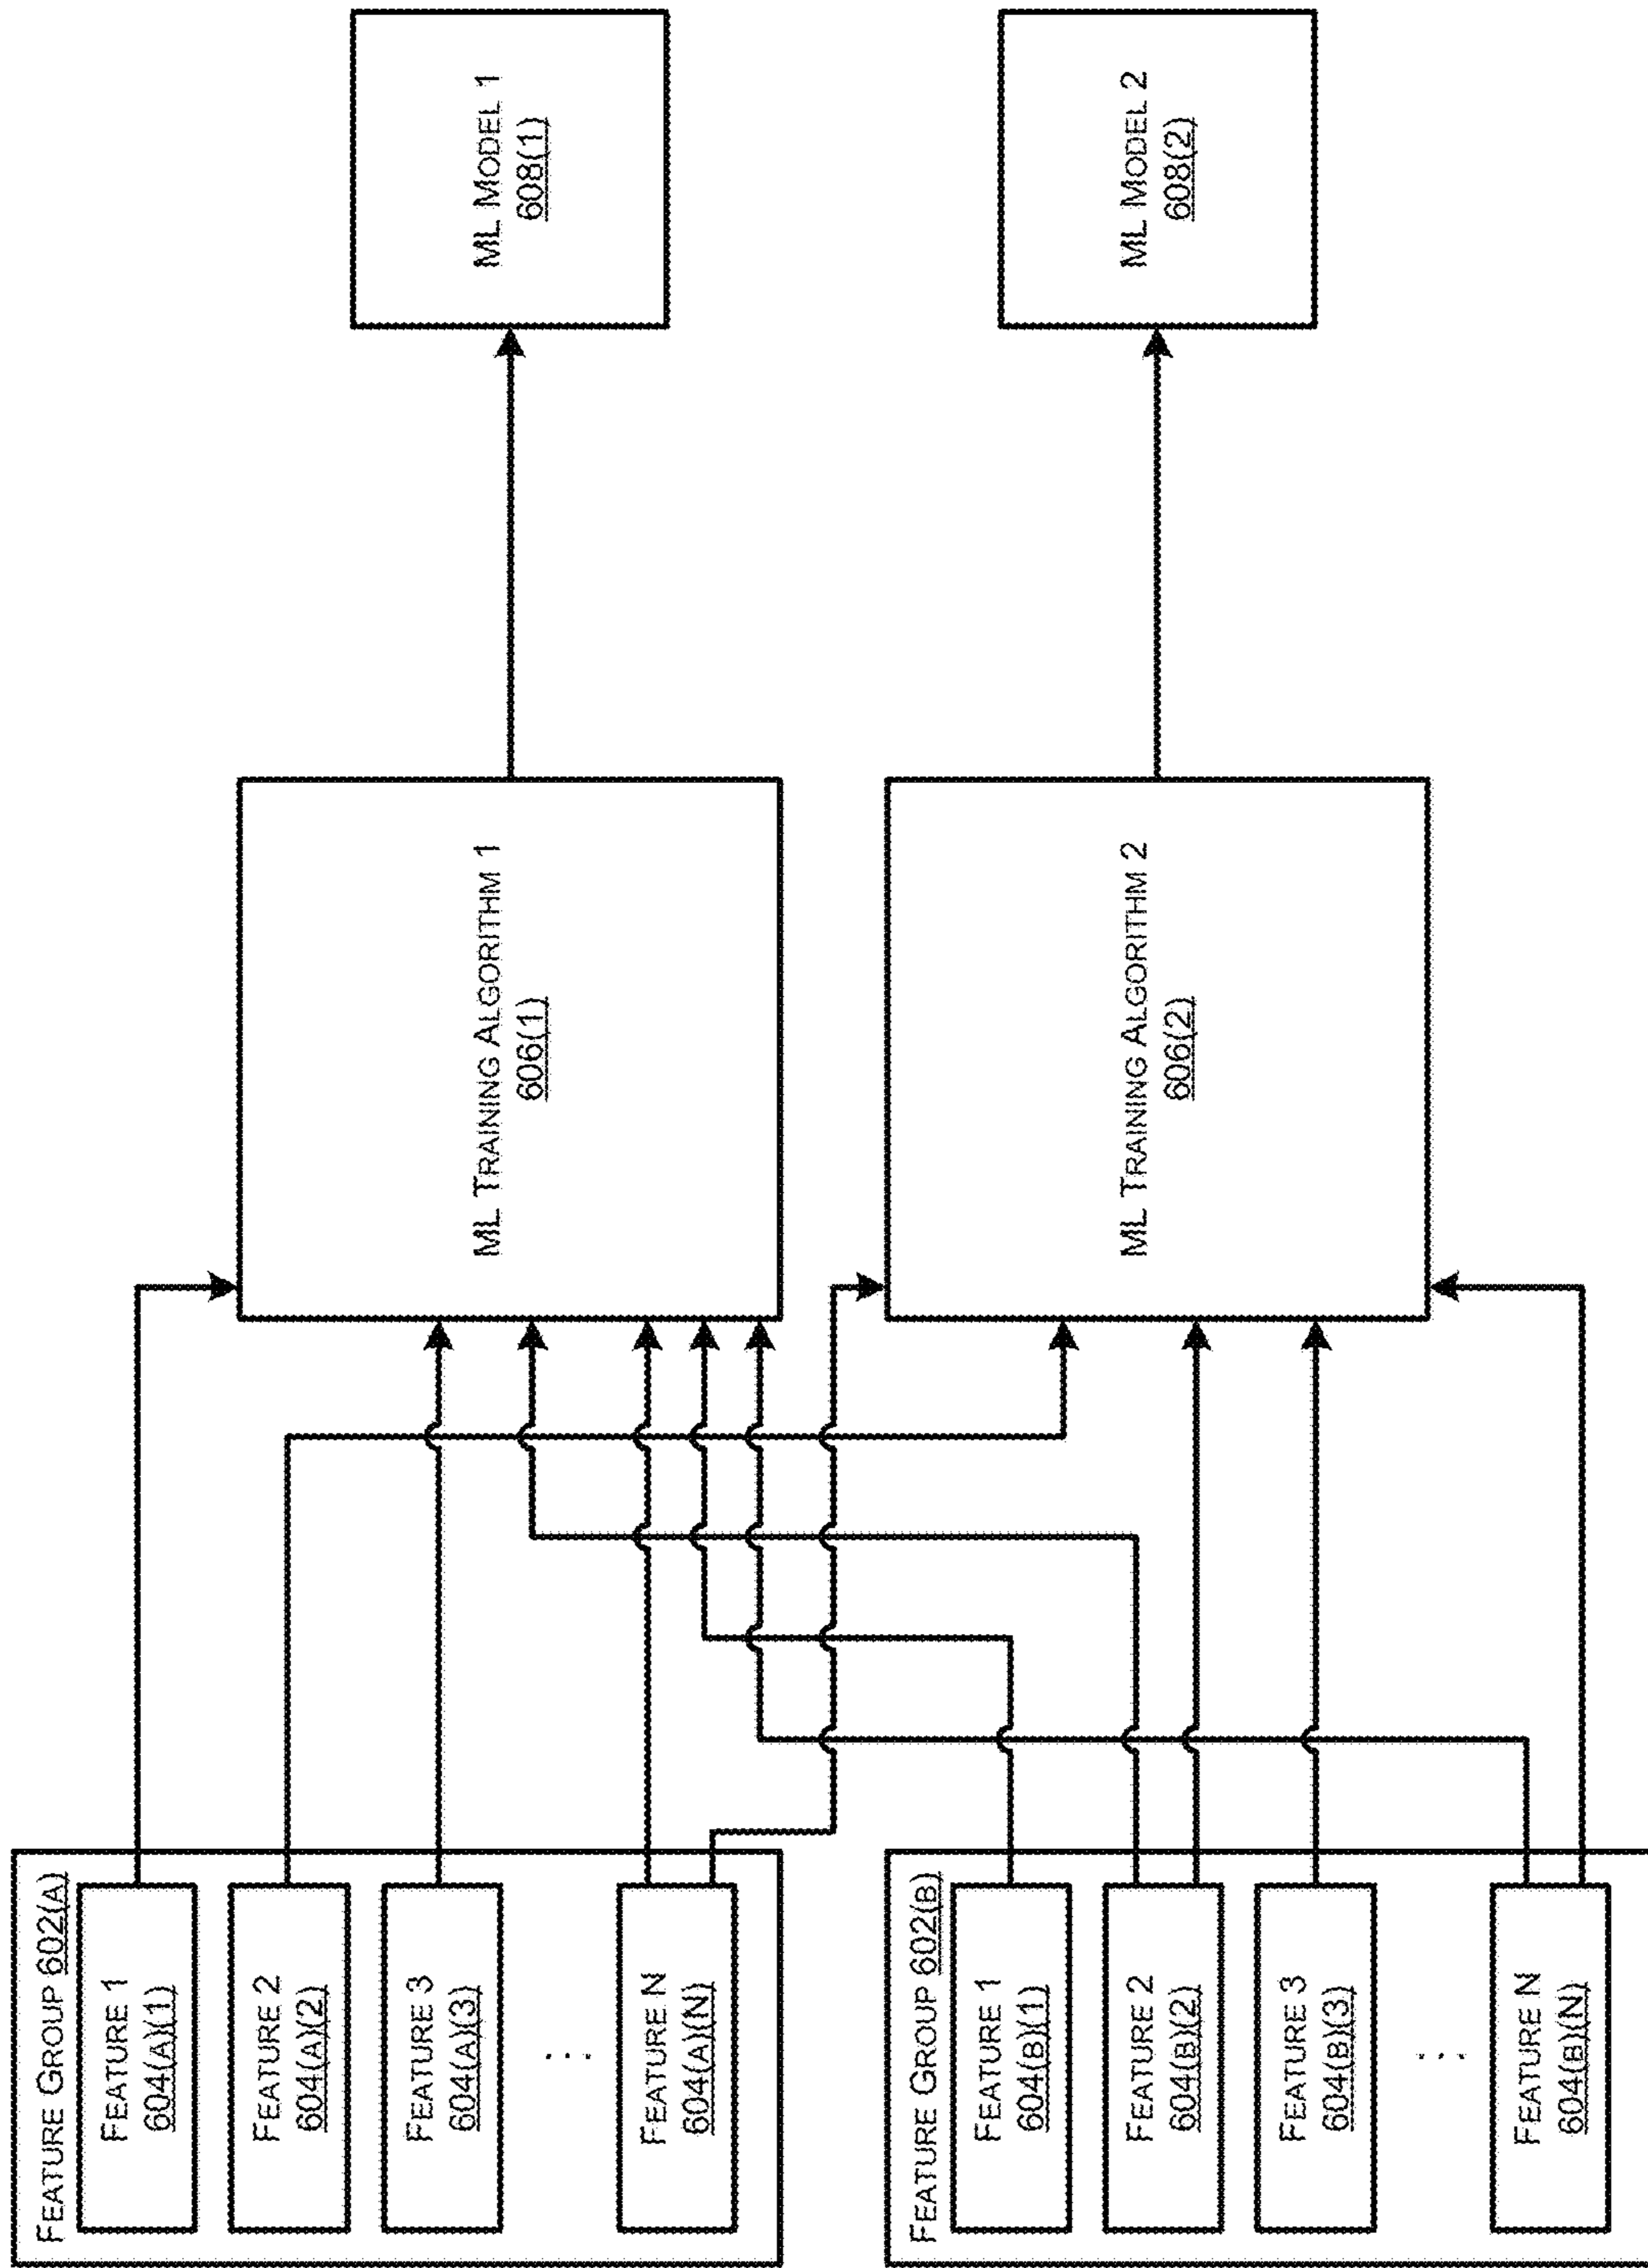 FEATURE GROUP 602(A)
FEATURE 1
604(A)(1)
FEATURE 2
604(A)(2)
FEATURE 3
604(A)(3)
...
FEATURE N
604(A)(N)
FEATURE GROUP 602(B)
FEATURE 1
604(B)(1)
FEATURE 2
604(B)(2)
FEATURE 3
604(B)(3)
...
FEATURE N
604(B)(N)
ML TRAINING ALGORITHM 1
606(1)
ML TRAINING ALGORITHM 2
606(2)
ML MODEL 1
608(1)
ML MODEL 2
608(2)